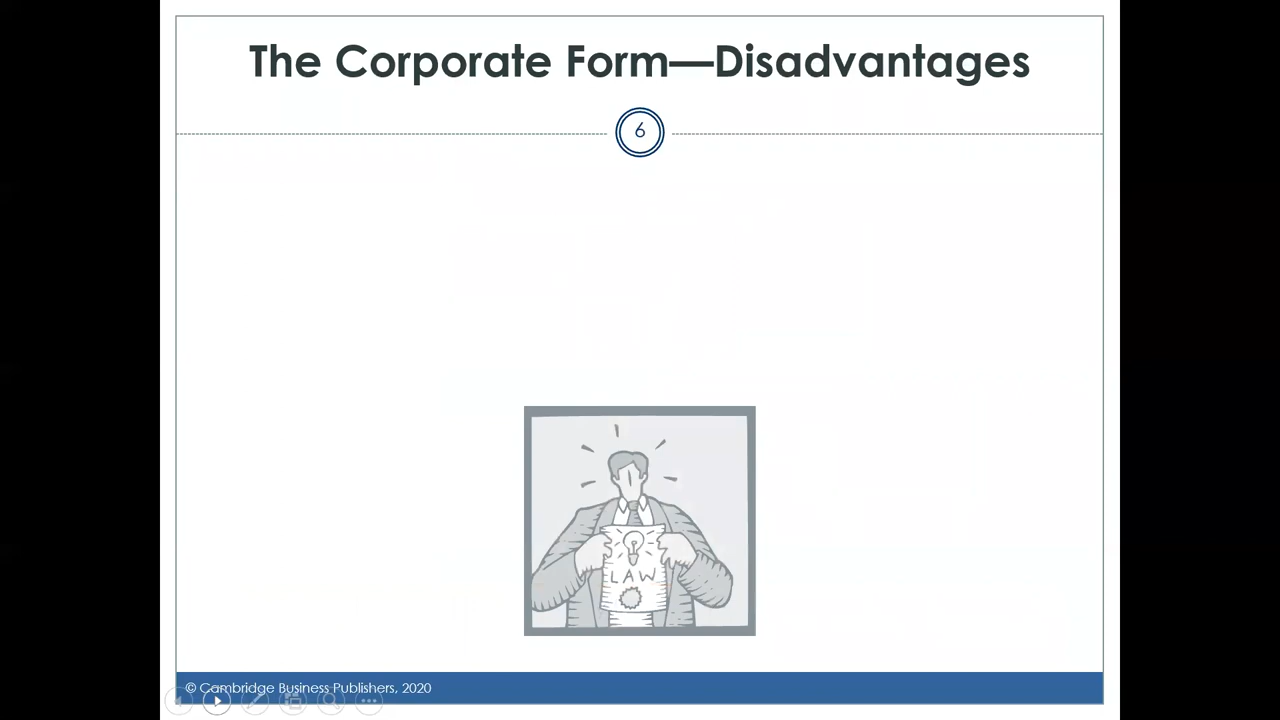 The Corporate Form—Disadvantages
6
LAW
© Cambridge Business Publishers, 2020